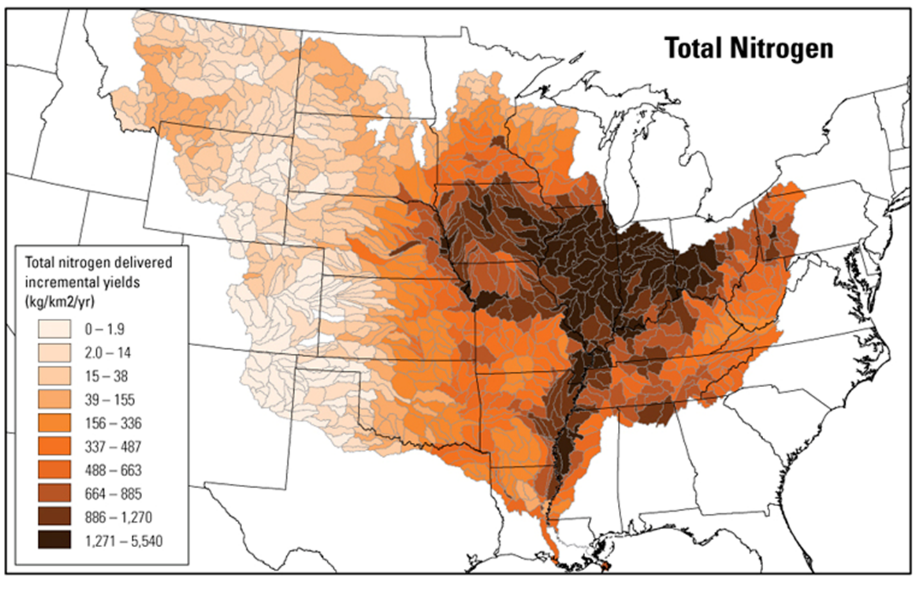 Total Nitrogen
Total nitrogen delivered
incremental yields
(kg/km2/yr)
0 – 1.9
2.0 – 14
15 – 38
39 – 155
156 – 336
337 – 487
488 – 663
664 – 885
886 – 1,270
1,271 – 5,540